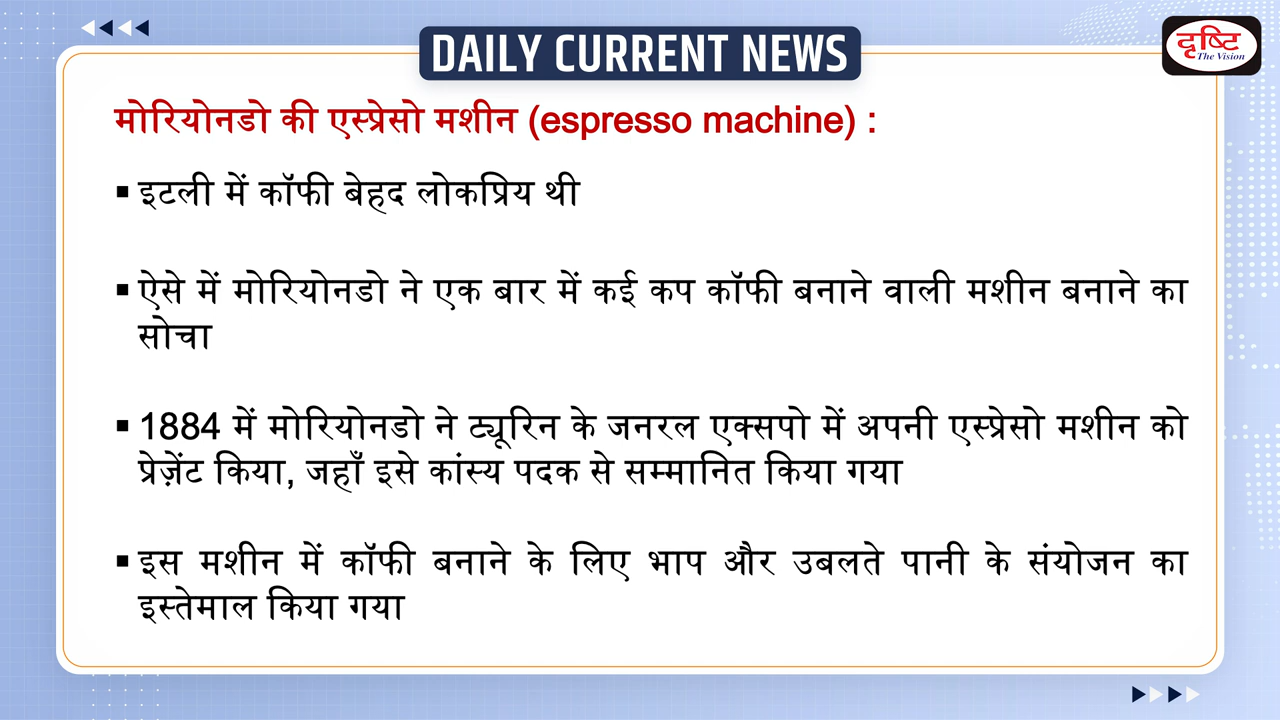 DAILY CURRENT NEWS
दृष्टि
The Vision
मोरियोनडो की एस्प्रेसो मशीन (espresso machine) :
▪ इटली में कॉफी बेहद लोकप्रिय थी
▪ ऐसे में मोरियोनडो ने एक बार में कई कप कॉफी बनाने वाली मशीन बनाने का
सोचा
▪ 1884 में मोरियोनडो ने ट्यूरिन के जनरल एक्सपो में अपनी एस्प्रेसो मशीन को
प्रेज़ेंट किया, जहाँ इसे कांस्य पदक से सम्मानित किया गया
▪ इस मशीन में कॉफी बनाने के लिए भाप और उबलते पानी के संयोजन का
इस्तेमाल किया गया